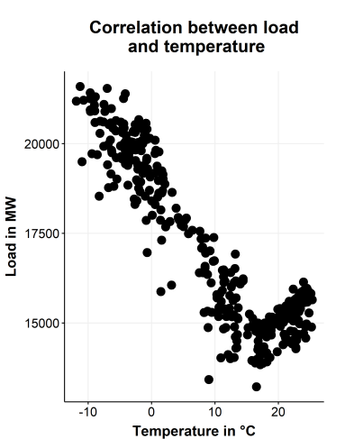 Correlation between load
and temperature
Load in MW
20000
17500
15000
-10 0 10 20
Temperature in °C